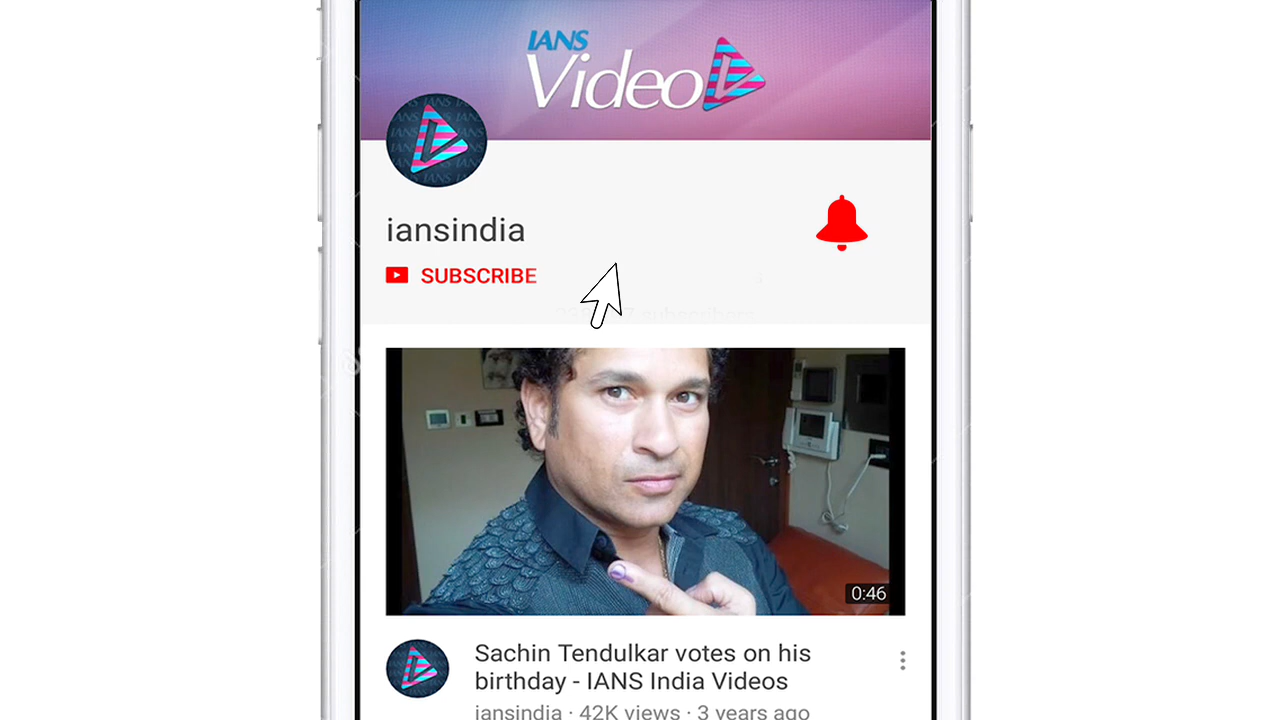 IANS
Video
iansindia
SUBSCRIBE
subscribers
0:46
Sachin Tendulkar votes on his
birthday - IANS India Videos
iansindia · 42K views · 3 years ago